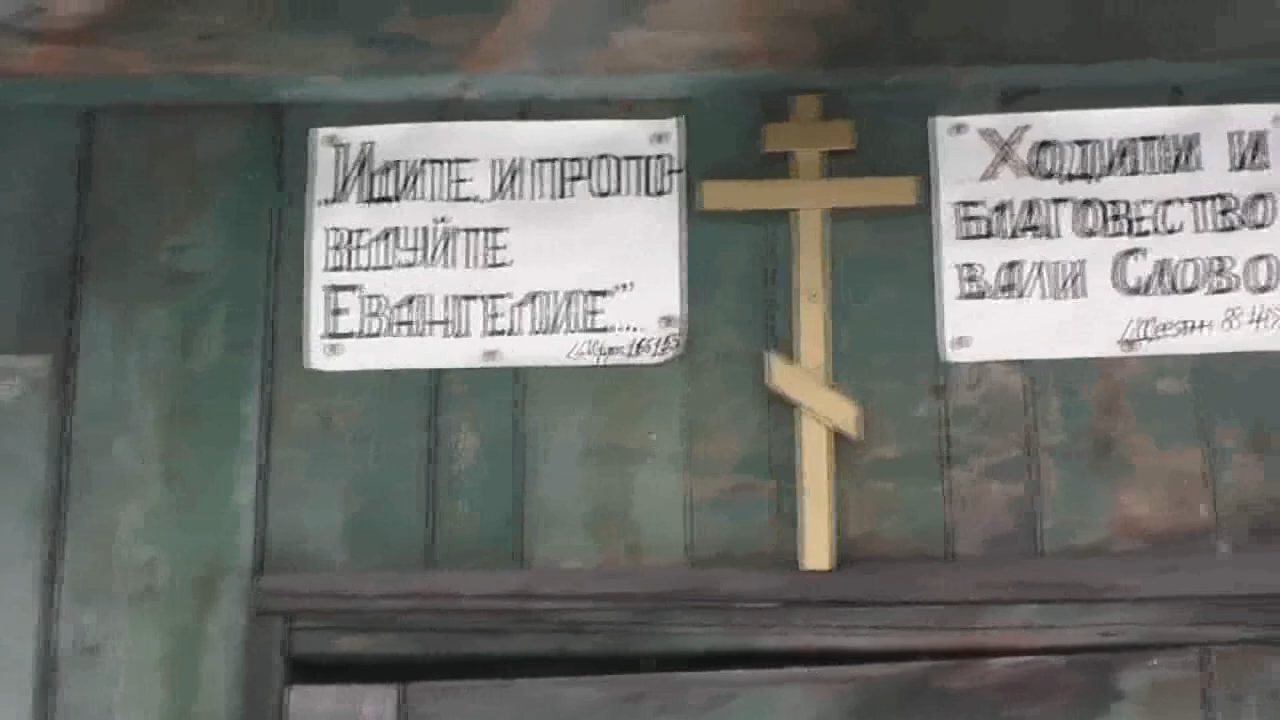 „Идите, и пропо-
ведуйте
Евангелие"...
Ходили и
благовество
вали Слово